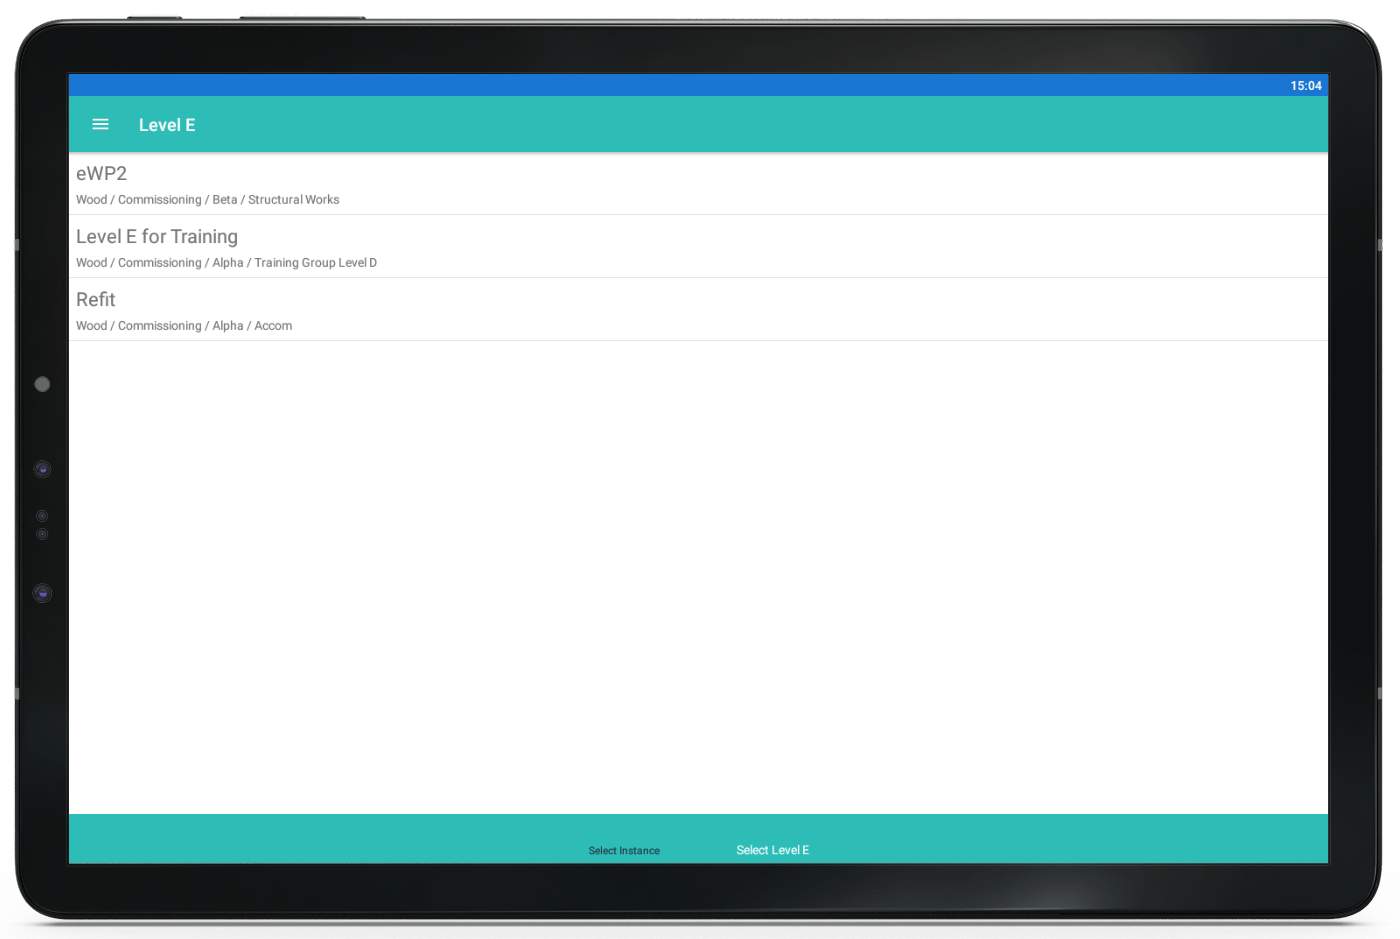 15:04
Level E
eWP2
Wood / Commissioning / Beta / Structural Works
Level E for Training
Wood / Commissioning / Alpha / Training Group Level D
Refit
Wood / Commissioning / Alpha / Accom
Select Instance
Select Level E